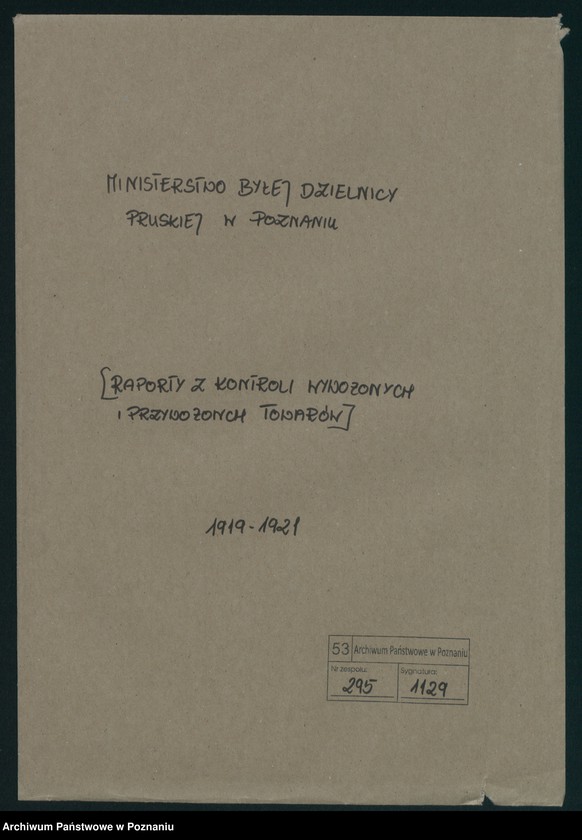 MINISTERSTWO BYŁEJ DZIELNICY
PRUSKIEJ W POZNANIU
[RAPORTY Z KONTROLI WYWOŻONYCH
I PRZYWOŻONCH TOWARÓW]
1919-1921
53 Archiwum Państwowe w Poznaniu
Nr zespołu: Sygnatura:
295 1129
Archiwum Państwowe w Poznaniu